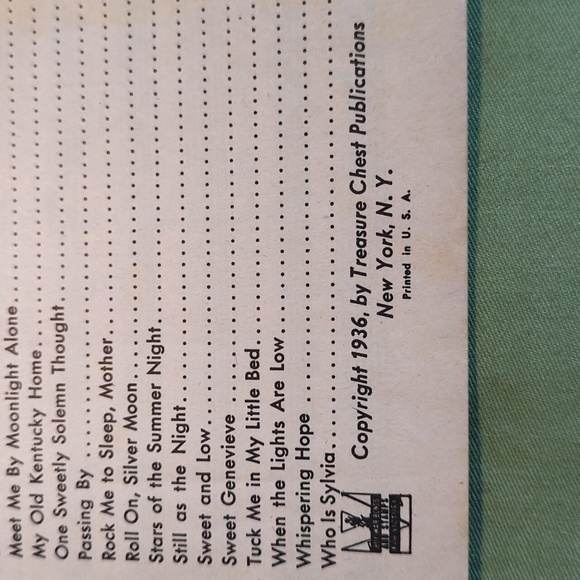 Meet Me By Moonlight Alone
My Old Kentucky Home
One Sweetly Solemn Thought
Passing By
Rock Me to Sleep, Mother
Roll On, Silver Moon
Stars of the Summer Night
Still as the Night
Sweet and Low
Sweet Genevieve
Tuck Me in My Little Bed
When the Lights Are Low
Whispering Hope
Who Is Sylvia
Copyright 1936, by Treasure Chest Publications
New York, N. Y.
Printed in U. S. A.